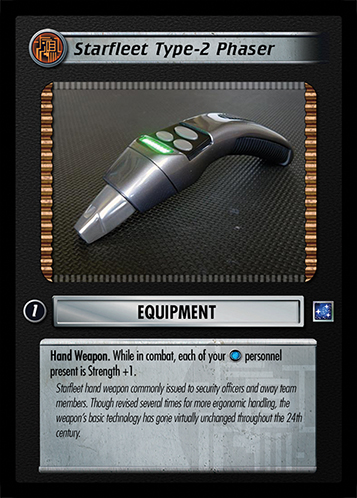 Starfleet Type-2 Phaser
1
EQUIPMENT
Hand Weapon. While in combat, each of your personnel
present is Strength +1.
Starfleet hand weapon commonly issued to security officers and away team
members. Though revised several times for more ergonomic handling, the
weapon's basic technology has gone virtually unchanged throughout the 24th
century.